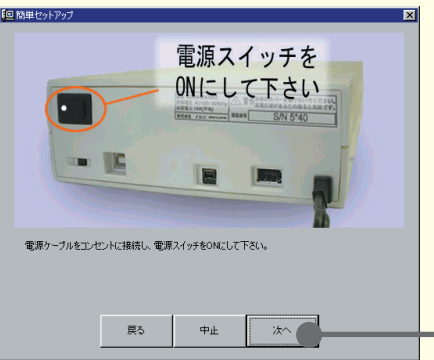 簡単セットアップ
電源スイッチを
ONにして下さい
S/N 5*40
電源ケーブルをコンセントに接続し、電源スイッチをONにして下さい。
戻る
中止
次へ